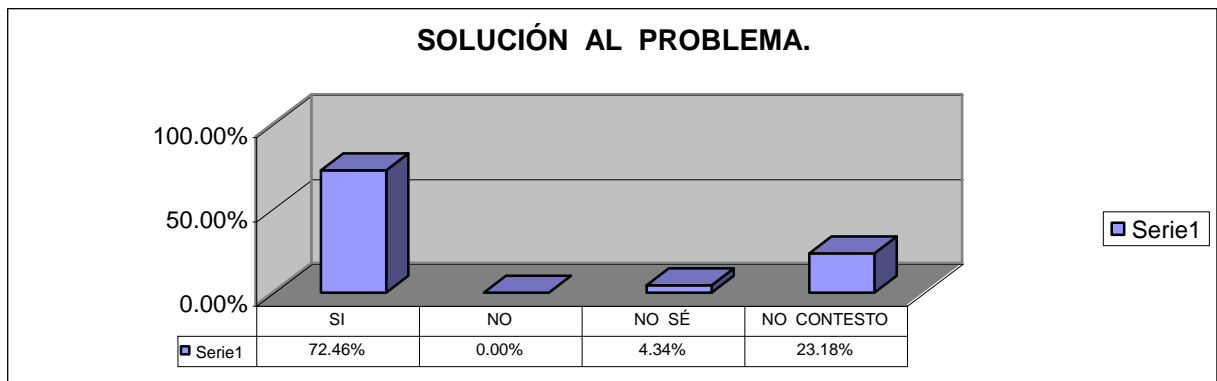 SOLUCIÓN AL PROBLEMA.
100.00%
50.00%
0.00%
Serie1
SI NO NO SÉ NO CONTESTO
Serie1 72.46% 0.00% 4.34% 23.18%